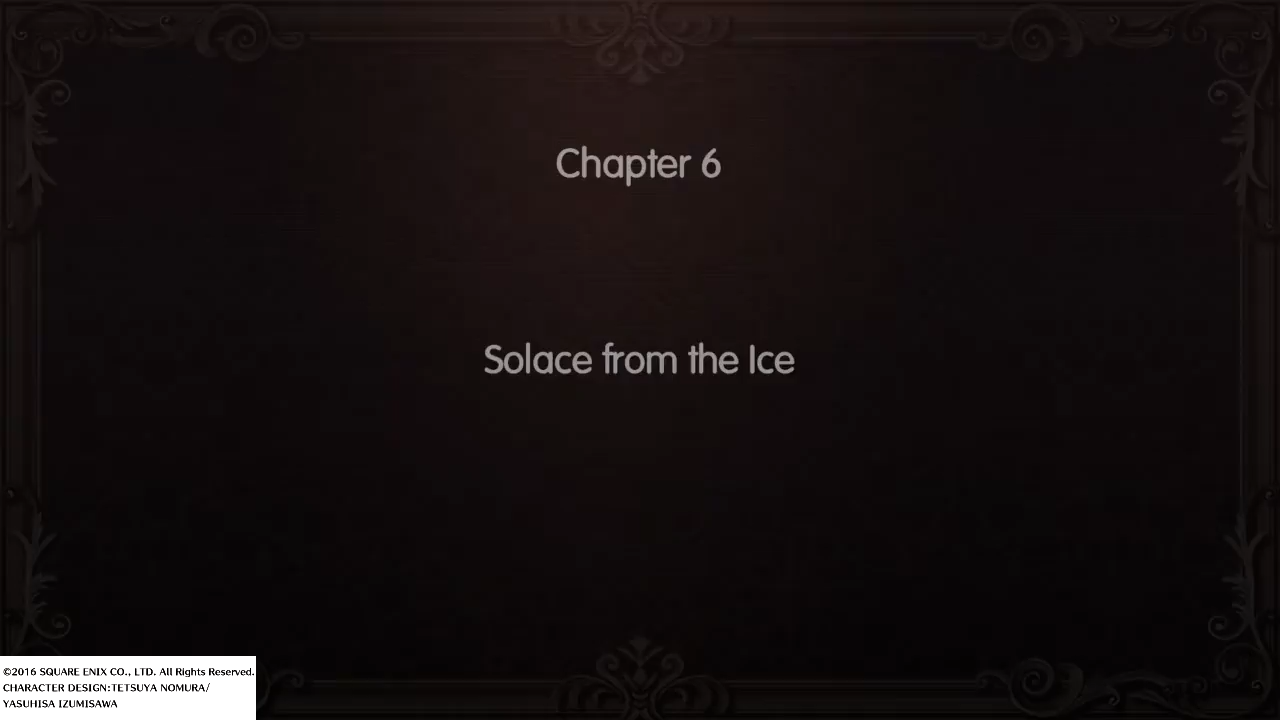 Chapter 6
Solace from the Ice
©2016 SQUARE ENIX CO., LTD. All Rights Reserved.
CHARACTER DESIGN:TETSUYA NOMURA/
YASUHISA IZUMISAWA